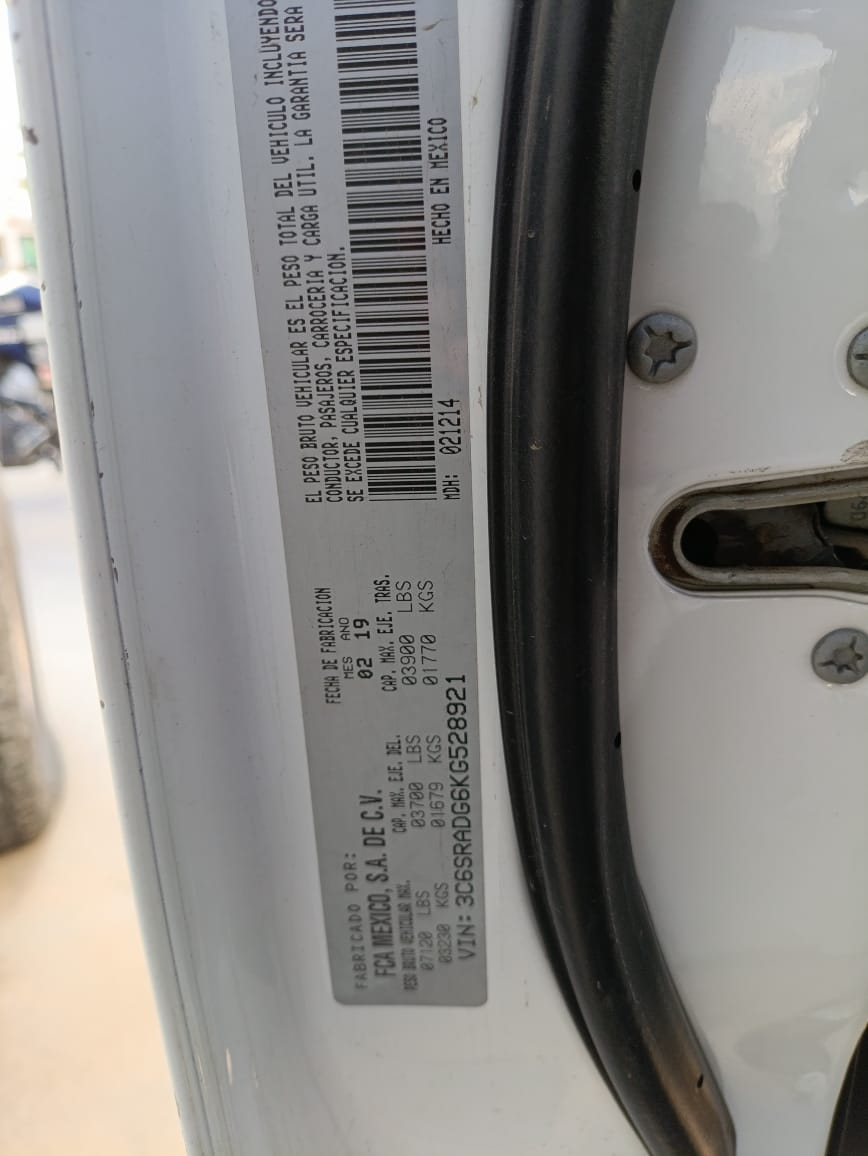 FABRICADO POR:
FCA MEXICO, S.A. DE C.V.
FECHA DE FABRICACION
MES ANO
02 19
PESO BRUTO VEHICULAR MAX.
07120 LBS
03230 KGS
CAP. MAX. EJE. DEL.
03700 LBS
01679 KGS
CAP. MAX. EJE. TRAS.
03900 LBS
01770 KGS
VIN: 3C6SRADG6KG528921
EL PESO BRUTO VEHICULAR ES EL PESO TOTAL DEL VEHICULO INCLUYENDO
CONDUCTOR, PASAJEROS, CARROCERIA Y CARGA UTIL. LA GARANTIA SERA
SE EXCEDE CUALQUIER ESPECIFICACION.
MDH: 021214
HECHO EN MEXICO